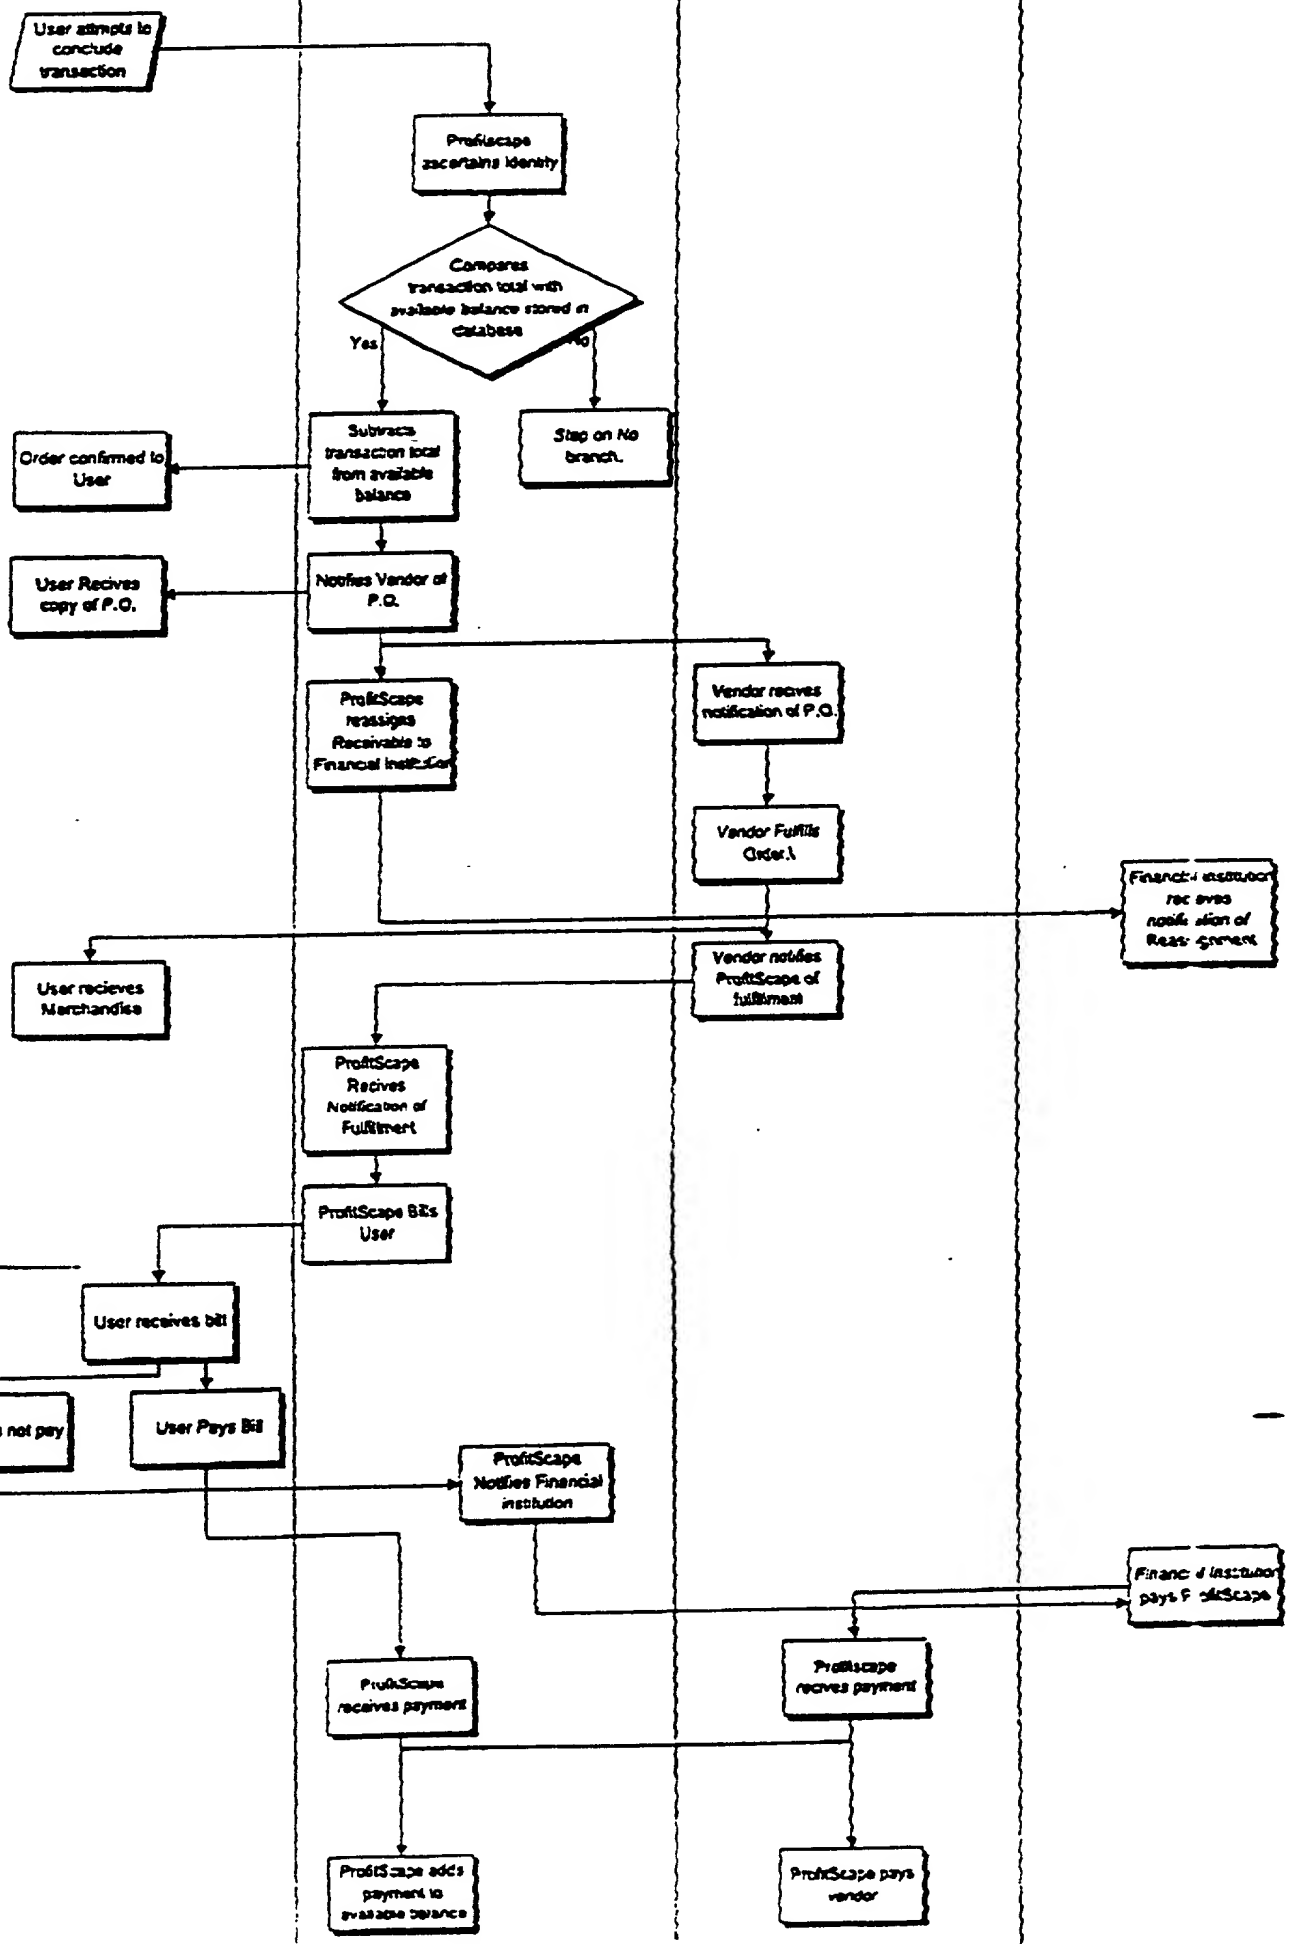 User attmpts to
conclude
transaction
Profitscape
ascertains Identity
Compares
transaction total with
available balance stored in
database
Yes
No
Order confirmed to
User
Subtracts
transaction total
from available
balance
Stop on No
branch.
User Recives
copy of P.O.
Notifies Vendor of
P.O.
ProfitScape
reassigns
Receivable to
Financial Institution
Vendor recives
notification of P.O.
Vendor Fulfills
Order.
Financial institution
notification of
User recieves
Merchandise
Vendor notifies
ProfitScape of
fulfillment
ProfitScape
Recives
Notification of
Fulfillment
ProfitScape Bills
User
User receives bill
not pay
User Pays Bill
ProfitScape
Notifies Financial
institution
Financial Institution
pays ProfitScape
ProfitScape
receives payment
Profitscape
recives payment
ProfitScape adds
payment to
available balance
ProfitScape pays
vendor